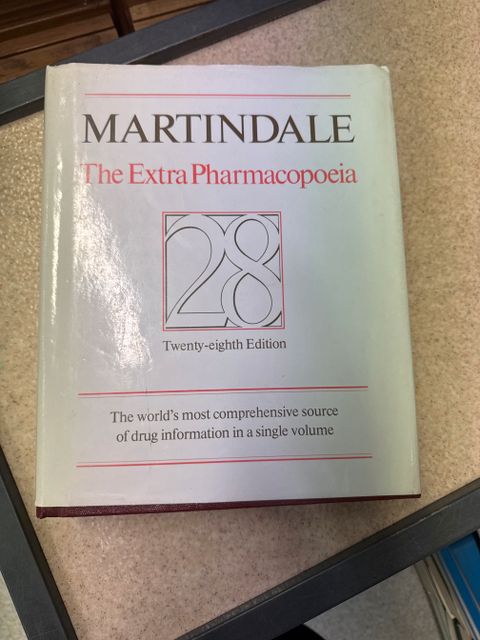 MARTINDALE
The Extra Pharmacopoeia
28
Twenty-eighth Edition
The world's most comprehensive source
of drug information in a single volume